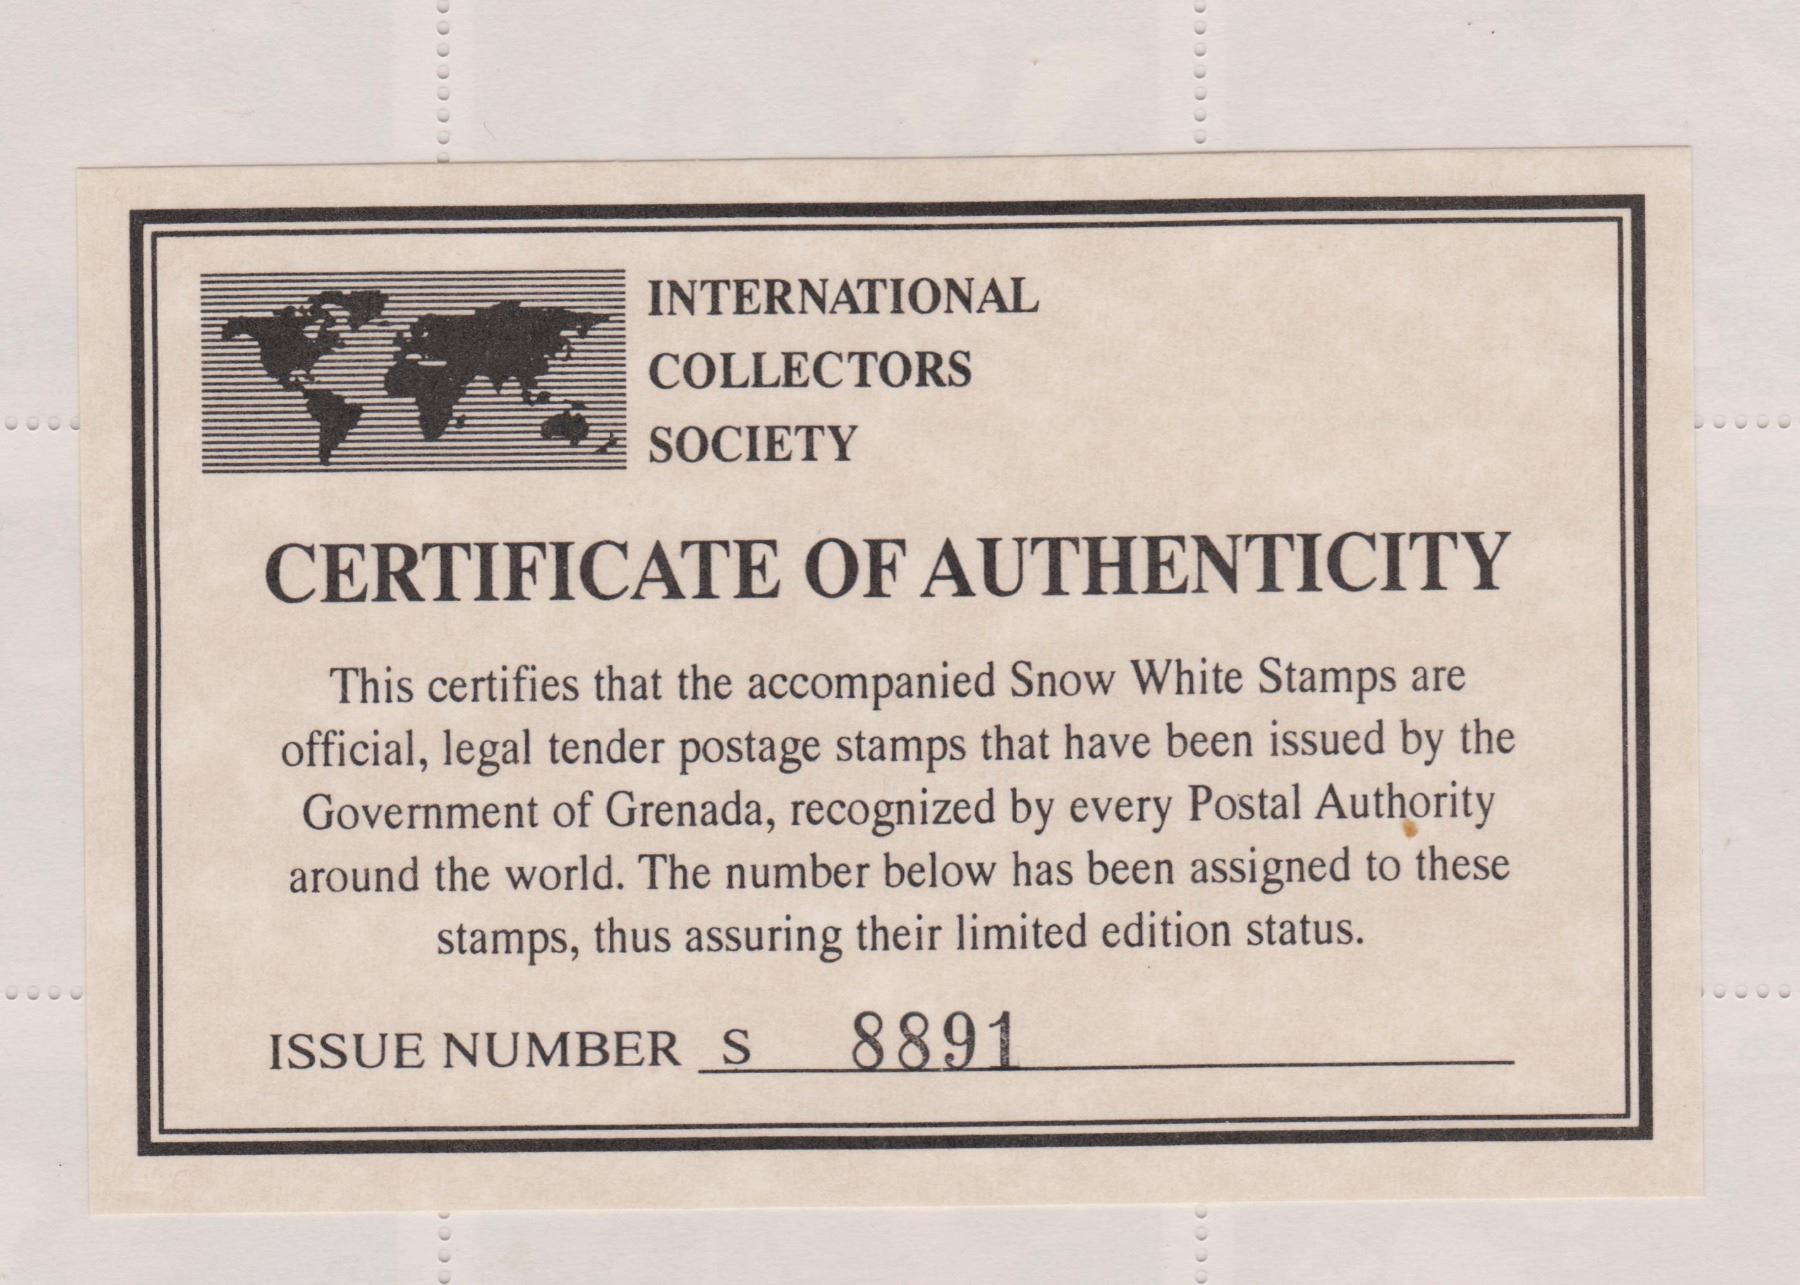 INTERNATIONAL
COLLECTORS
SOCIETY
CERTIFICATE OF AUTHENTICITY
This certifies that the accompanied Snow White Stamps are
official, legal tender postage stamps that have been issued by the
Government of Grenada, recognized by every Postal Authority
around the world. The number below has been assigned to these
stamps, thus assuring their limited edition status.
ISSUE NUMBER S 8891